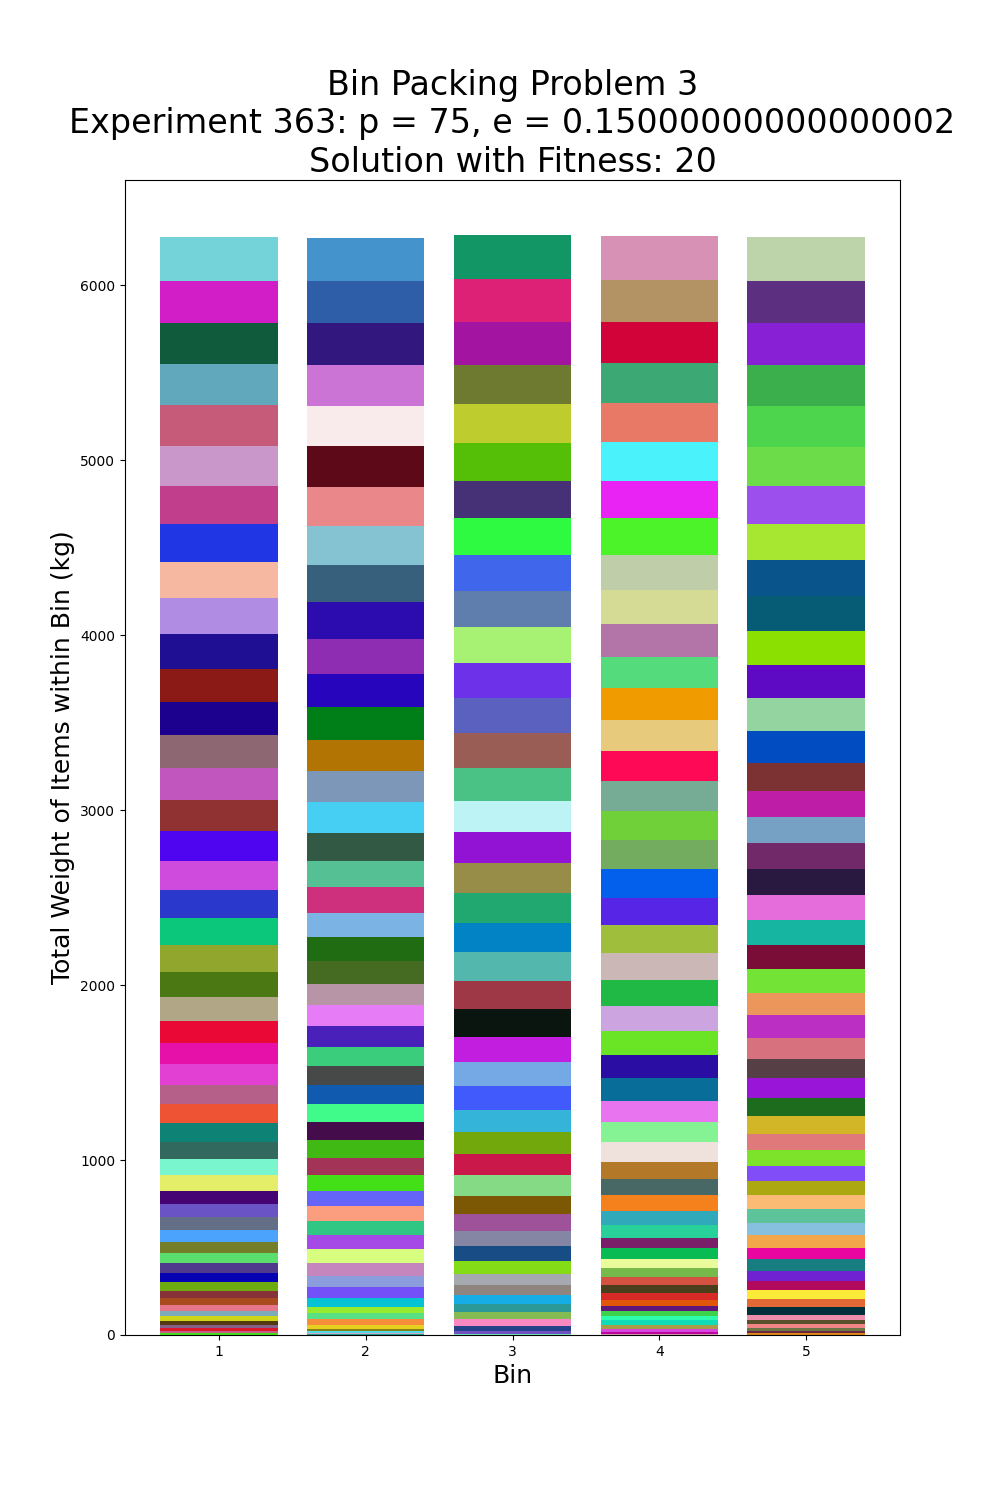 Bin Packing Problem 3
Experiment 363: p = 75, e = 0.15000000000000002
Solution with Fitness: 20
Total Weight of Items within Bin (kg)
6000
5000
4000
3000
2000
1000
0
1 2 3 4 5
Bin